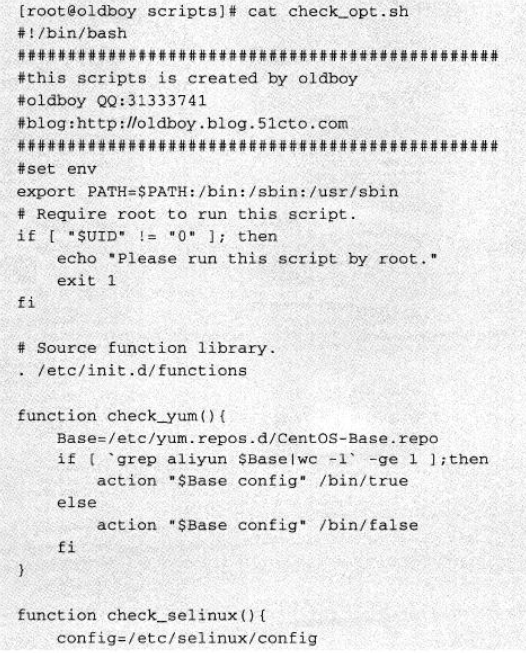 [root@oldboy scripts]# cat check_opt.sh
#!/bin/bash
################################################
#this scripts is created by oldboy
#oldboy QQ:31333741
#blog:http://oldboy.blog.51cto.com
################################################
#set env
export PATH=$PATH:/bin:/sbin:/usr/sbin
# Require root to run this script.
if [ "$UID" != "0" ]; then
    echo "Please run this script by root."
    exit 1
fi

# Source function library.
. /etc/init.d/functions

function check_yum(){
    Base=/etc/yum.repos.d/CentOS-Base.repo
    if [ `grep aliyun $Base|wc -l` -ge 1 ];then
        action "$Base config" /bin/true
    else
        action "$Base config" /bin/false
    fi
}

function check_selinux(){
    config=/etc/selinux/config